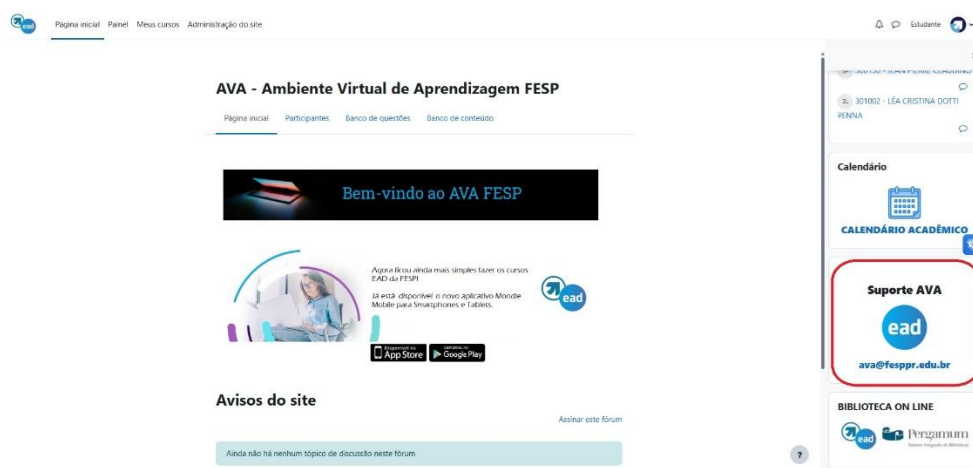 ead
Página inicial Painel Meus cursos Administração do site
Estudante
AVA - Ambiente Virtual de Aprendizagem FESP
Página inicial Participantes Banco de questões Banco de conteúdo
Bem-vindo ao AVA FESP
Agora ficou ainda mais simples fazer os cursos
EAD da FESP!
Já está disponível o novo aplicativo Moodle
Mobile para Smartphones e Tablets.
ead
Disponível no
App Store
DISPONÍVEL NO
Google Play
Avisos do site
Assinar este fórum
Ainda não há nenhum tópico de discussão neste fórum
?
301002 - LÉA CRISTINA DOTTI
PENNA
Calendário
CALENDÁRIO ACADÊMICO
Suporte AVA
ead
ava@fesppr.edu.br
BIBLIOTECA ON LINE
ead
Pergamum